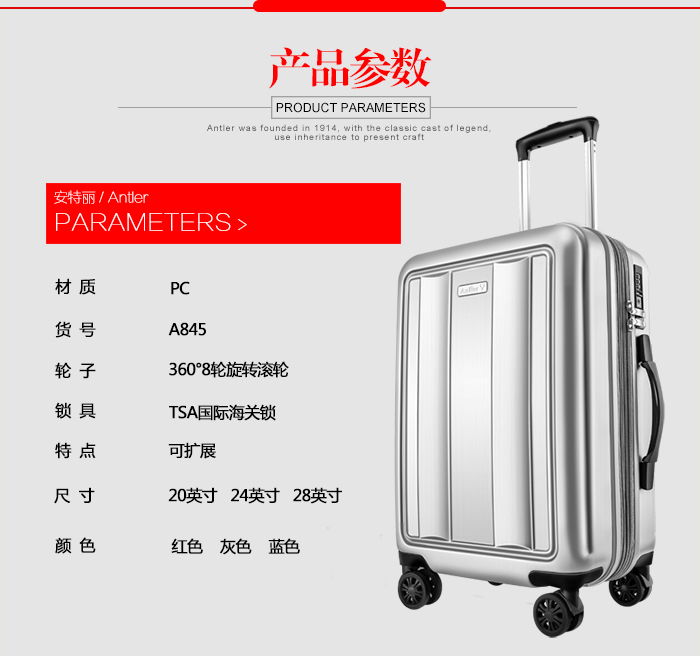 产品参数
PRODUCT PARAMETERS
Antler was founded in 1914, with the classic cast of legend,
use inheritance to present craft
安特丽 / Antler
PARAMETERS >
材 质 PC
货 号 A845
轮 子 360°8轮旋转滚轮
锁 具 TSA国际海关锁
特 点 可扩展
尺 寸 20英寸 24英寸 28英寸
颜 色 红色 灰色 蓝色
Antler